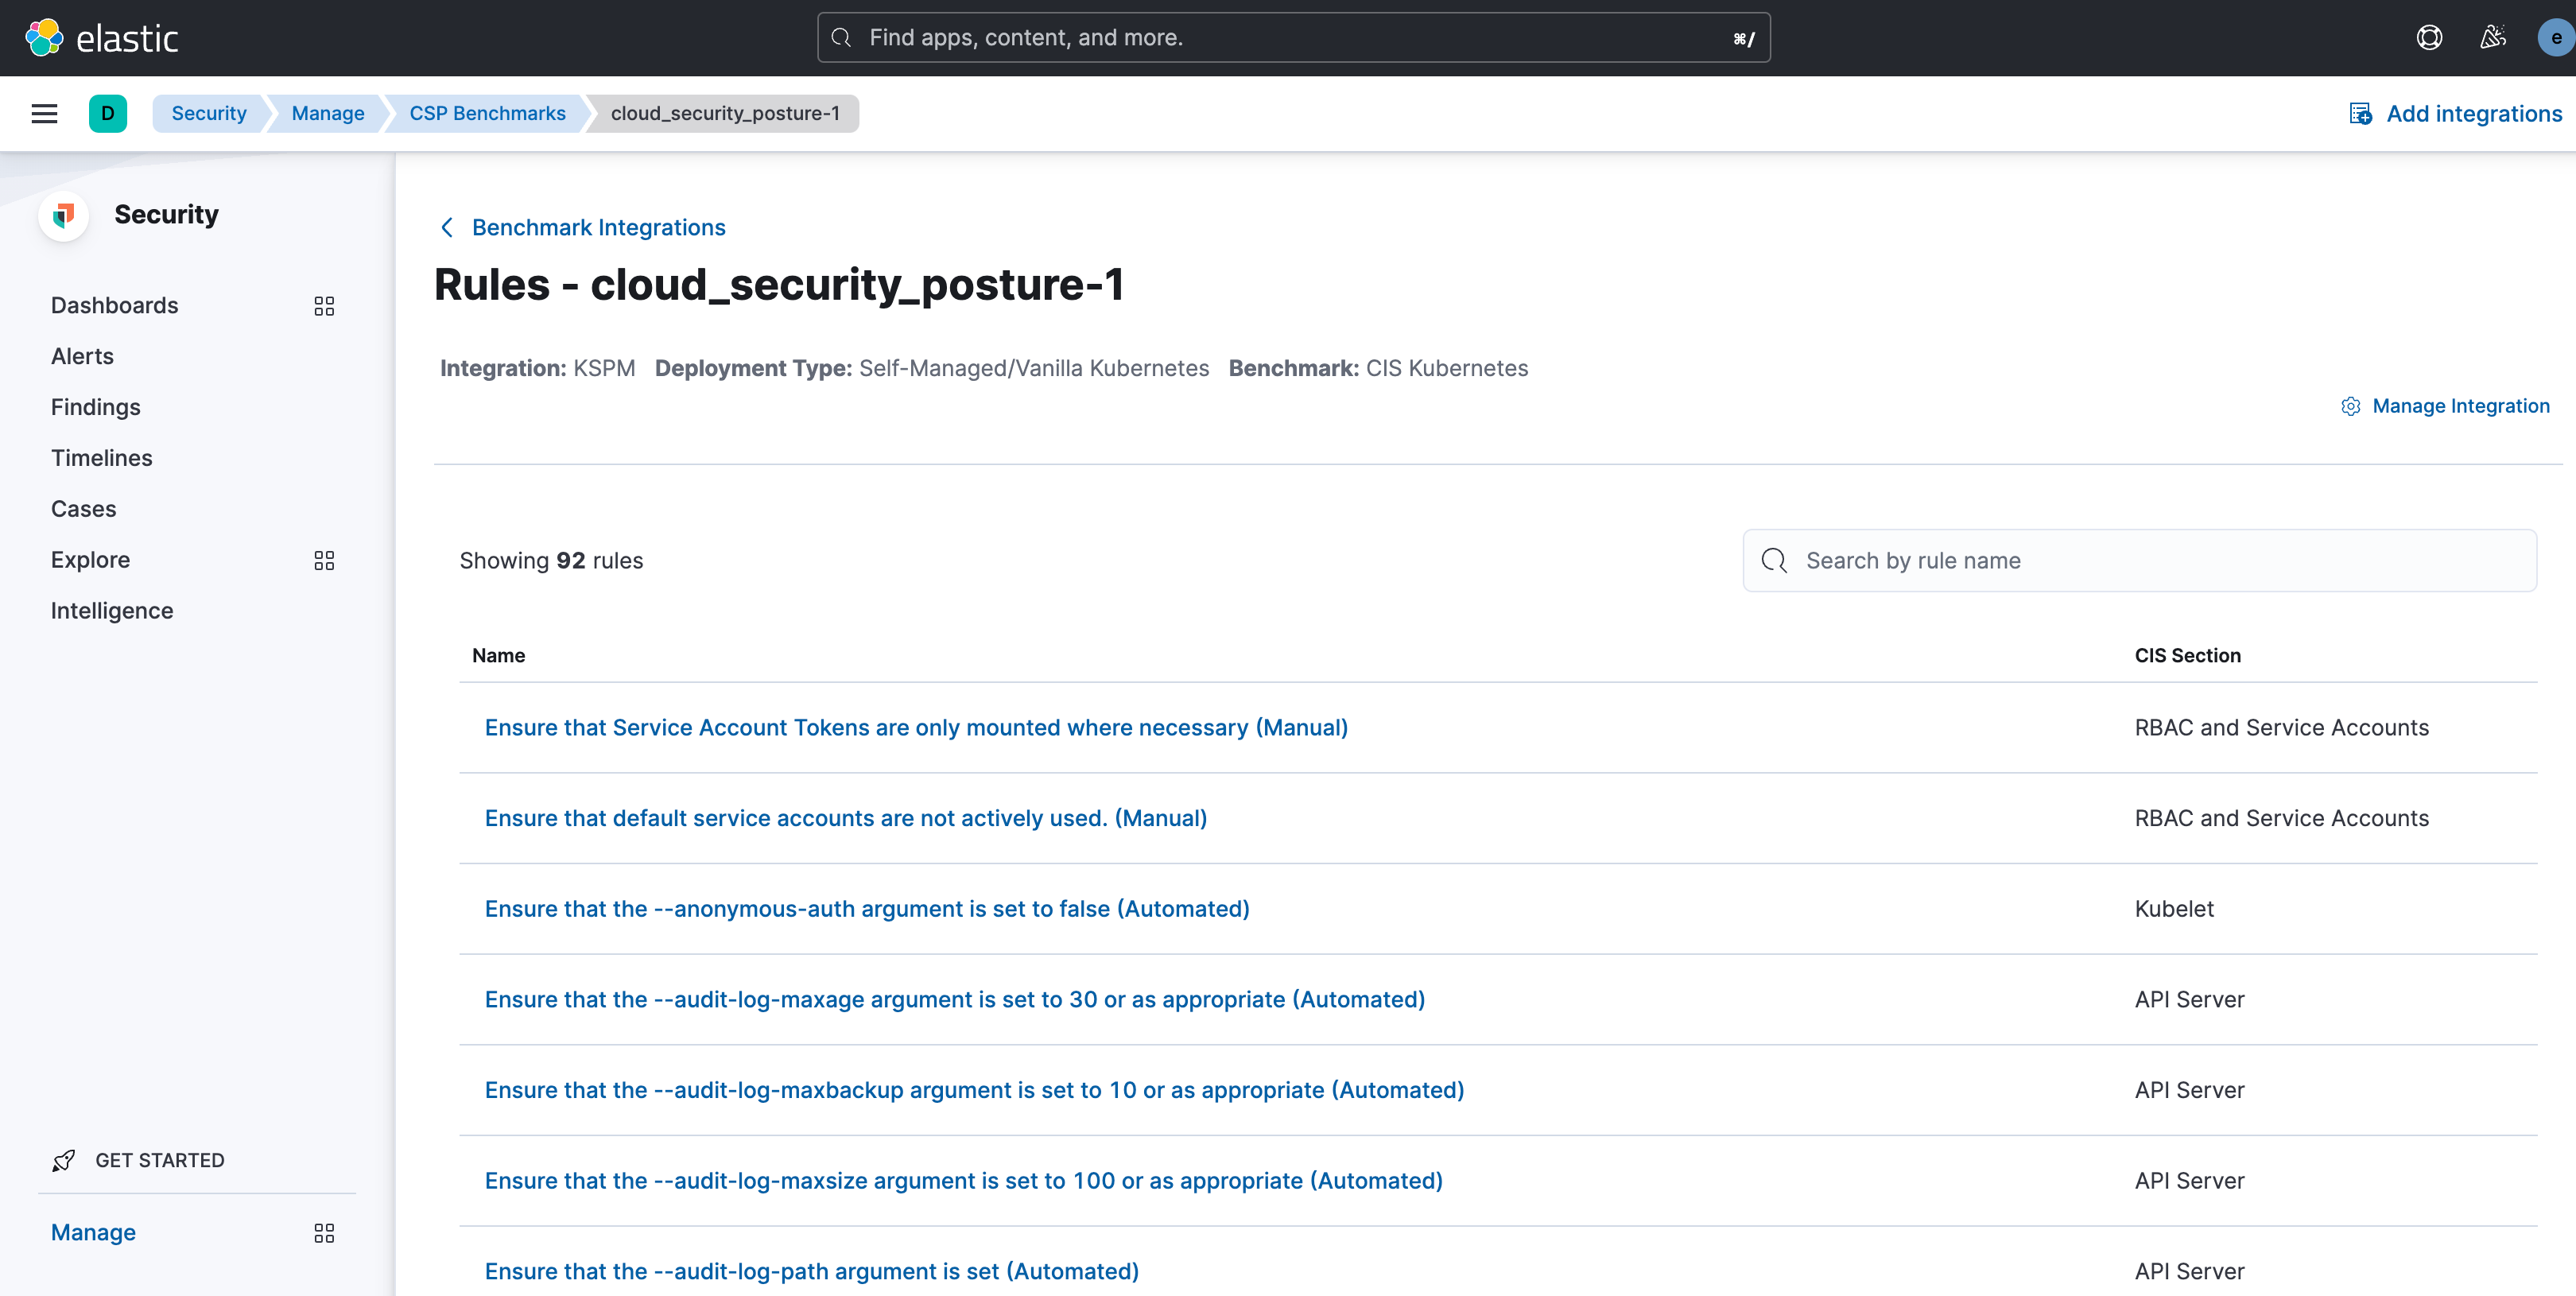 elastic
Find apps, content, and more.
⌘/
e
D
Security
Manage
CSP Benchmarks
cloud_security_posture-1
Add integrations
Security
Dashboards
Alerts
Findings
Timelines
Cases
Explore
Intelligence
GET STARTED
Manage
Benchmark Integrations
Rules - cloud_security_posture-1
Integration: KSPM Deployment Type: Self-Managed/Vanilla Kubernetes Benchmark: CIS Kubernetes
Manage Integration
Showing 92 rules
Search by rule name
Name CIS Section
Ensure that Service Account Tokens are only mounted where necessary (Manual) RBAC and Service Accounts
Ensure that default service accounts are not actively used. (Manual) RBAC and Service Accounts
Ensure that the --anonymous-auth argument is set to false (Automated) Kubelet
Ensure that the --audit-log-maxage argument is set to 30 or as appropriate (Automated) API Server
Ensure that the --audit-log-maxbackup argument is set to 10 or as appropriate (Automated) API Server
Ensure that the --audit-log-maxsize argument is set to 100 or as appropriate (Automated) API Server
Ensure that the --audit-log-path argument is set (Automated) API Server